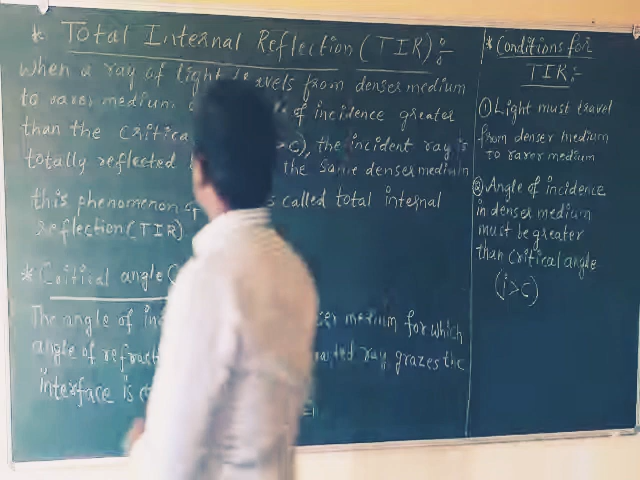 * Total Internal Reflection (TIR) :-
When a ray of light travels from denser medium
to rarer medium of incidence greater
than the critica > C), the incident ray is
totally reflected the same denser medium
this phenomenon of is called total internal
reflection (TIR)
* Critical angle (
The angle of inc medium for which
angle of refract ray grazes the
interface is
* Conditions for
TIR:-
① Light must travel
from denser medium
to rarer medium
② Angle of incidence
in denser medium
must be greater
than critical angle
(i>C)